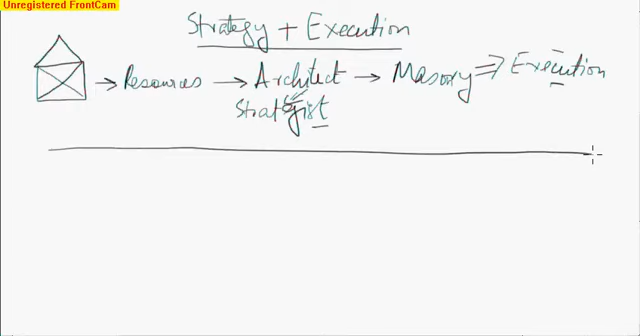 Unregistered FrontCam
Strategy + Execution
→ Resources → Architect → Masonry ⇒ Execution
Strategist